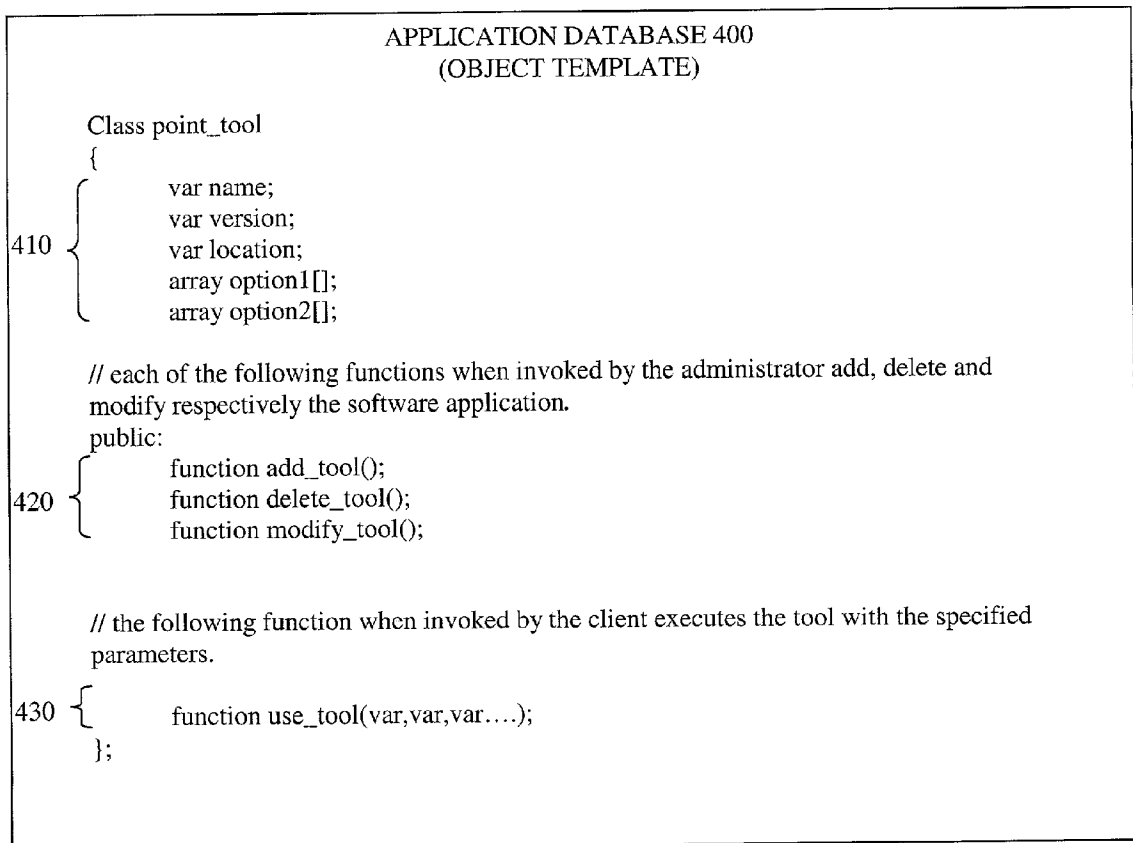 APPLICATION DATABASE 400
(OBJECT TEMPLATE)
Class point_tool
{
var name;
var version;
410
var location;
array option1[];
array option2[];
// each of the following functions when invoked by the administrator add, delete and
modify respectively the software application.
public:
function add_tool();
420
function delete_tool();
function modify_tool();
// the following function when invoked by the client executes the tool with the specified
parameters.
430
function use_tool(var,var,var....);
};